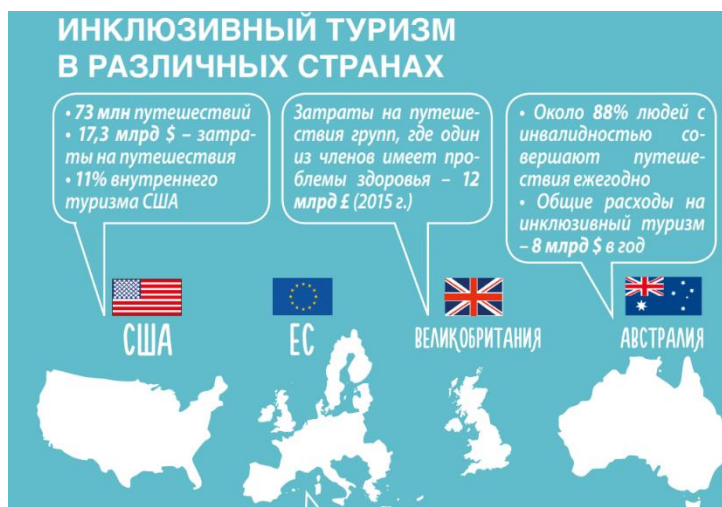 ИНКЛЮЗИВНЫЙ ТУРИЗМ
В РАЗЛИЧНЫХ СТРАНАХ
• 73 млн путешествий
• 17,3 млрд $ – затра-
ты на путешествия
• 11% внутреннего
туризма США
Затраты на путеше-
ствия групп, где один
из членов имеет про-
блемы здоровья – 12
млрд £ (2015 г.)
• Около 88% людей с
инвалидностью со-
вершают путеше-
ствия ежегодно
• Общие расходы на
инклюзивный туризм
– 8 млрд $ в год
США
ЕС
ВЕЛИКОБРИТАНИЯ
АВСТРАЛИЯ